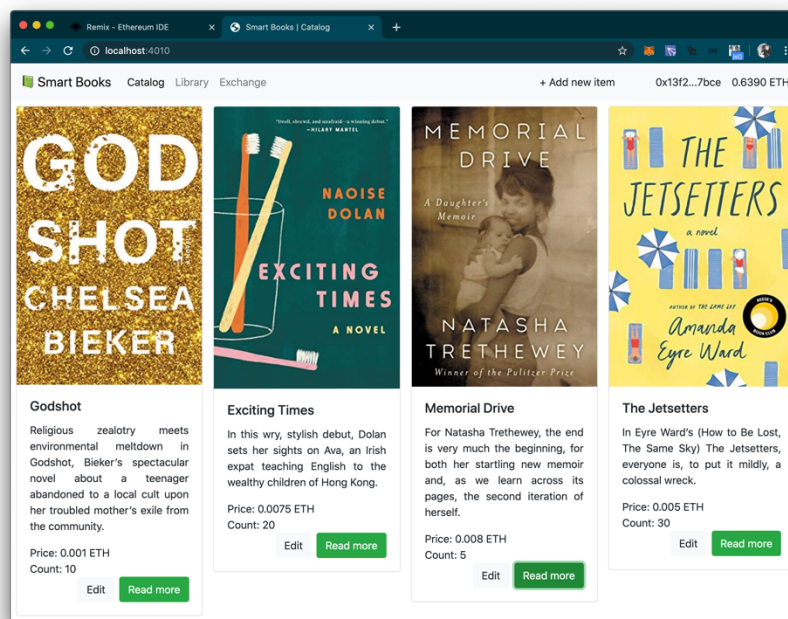 Remix - Ethereum IDE
Smart Books | Catalog
localhost:4010
Smart Books Catalog Library Exchange + Add new item 0x13f2...7bce 0.6390 ETH
GOD
SHOT
CHELSEA
BIEKER
Godshot
Religious zealotry meets
environmental meltdown in
Godshot, Bieker's spectacular
novel about a teenager
abandoned to a local cult upon
her troubled mother's exile from
the community.
Price: 0.001 ETH
Count: 10
Edit Read more
"Droll, shrewd, and unafraid—a winning debut."
—HILARY MANTEL
NAOISE
DOLAN
EXCITING
TIMES
A NOVEL
Exciting Times
In this wry, stylish debut, Dolan
sets her sights on Ava, an Irish
expat teaching English to the
wealthy children of Hong Kong.
Price: 0.0075 ETH
Count: 20
Edit Read more
MEMORIAL
DRIVE
A Daughter's
Memoir
NATASHA
TRETHEWEY
Winner of the Pulitzer Prize
Memorial Drive
For Natasha Trethewey, the end
is very much the beginning, for
both her startling new memoir
and, as we learn across its
pages, the second iteration of
herself.
Price: 0.008 ETH
Count: 5
Edit Read more
THE
JETSETTERS
a novel
AUTHOR OF THE SAME SKY
Amanda
Eyre Ward
REESE'S
BOOK CLUB
The Jetsetters
In Eyre Ward's (How to Be Lost,
The Same Sky) The Jetsetters,
everyone is, to put it mildly, a
colossal wreck.
Price: 0.005 ETH
Count: 30
Edit Read more